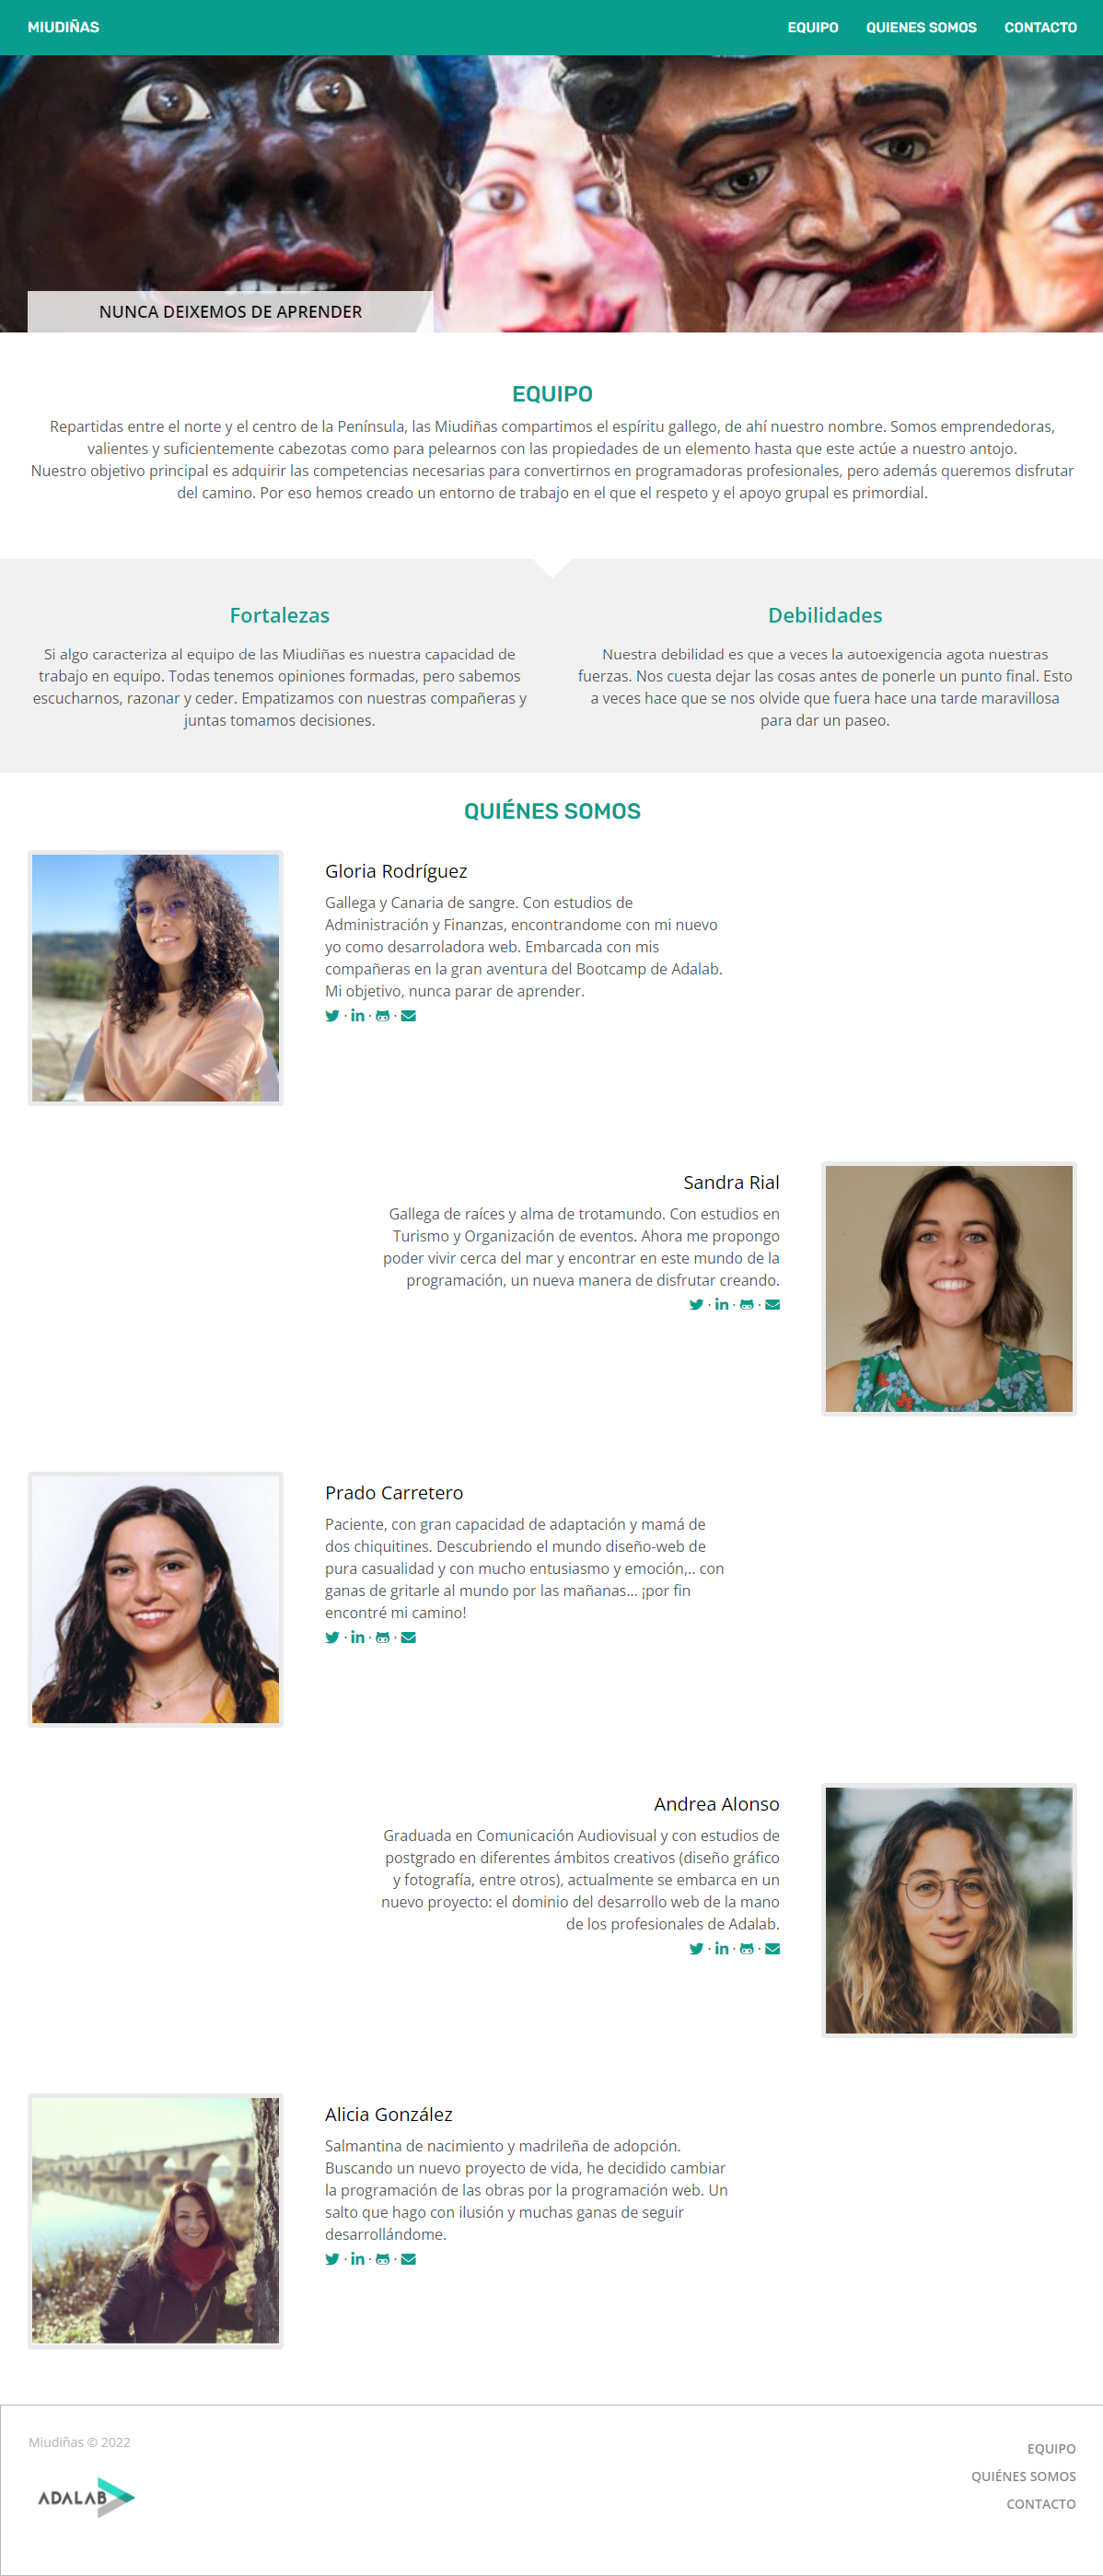 MIUDIÑAS
EQUIPO QUIENES SOMOS CONTACTO
NUNCA DEIXEMOS DE APRENDER
EQUIPO
Repartidas entre el norte y el centro de la Península, las Miudiñas compartimos el espíritu gallego, de ahí nuestro nombre. Somos emprendedoras,
valientes y suficientemente cabezotas como para pelearnos con las propiedades de un elemento hasta que este actúe a nuestro antojo.
Nuestro objetivo principal es adquirir las competencias necesarias para convertirnos en programadoras profesionales, pero además queremos disfrutar
del camino. Por eso hemos creado un entorno de trabajo en el que el respeto y el apoyo grupal es primordial.
Fortalezas
Si algo caracteriza al equipo de las Miudiñas es nuestra capacidad de
trabajo en equipo. Todas tenemos opiniones formadas, pero sabemos
escucharnos, razonar y ceder. Empatizamos con nuestras compañeras y
juntas tomamos decisiones.
Debilidades
Nuestra debilidad es que a veces la autoexigencia agota nuestras
fuerzas. Nos cuesta dejar las cosas antes de ponerle un punto final. Esto
a veces hace que se nos olvide que fuera hace una tarde maravillosa
para dar un paseo.
QUIÉNES SOMOS
Gloria Rodríguez
Gallega y Canaria de sangre. Con estudios de
Administración y Finanzas, encontrandome con mi nuevo
yo como desarroladora web. Embarcada con mis
compañeras en la gran aventura del Bootcamp de Adalab.
Mi objetivo, nunca parar de aprender.
Sandra Rial
Gallega de raíces y alma de trotamundo. Con estudios en
Turismo y Organización de eventos. Ahora me propongo
poder vivir cerca del mar y encontrar en este mundo de la
programación, un nueva manera de disfrutar creando.
Prado Carretero
Paciente, con gran capacidad de adaptación y mamá de
dos chiquitines. Descubriendo el mundo diseño-web de
pura casualidad y con mucho entusiasmo y emoción,.. con
ganas de gritarle al mundo por las mañanas... ¡por fin
encontré mi camino!
Andrea Alonso
Graduada en Comunicación Audiovisual y con estudios de
postgrado en diferentes ámbitos creativos (diseño gráfico
y fotografía, entre otros), actualmente se embarca en un
nuevo proyecto: el dominio del desarrollo web de la mano
de los profesionales de Adalab.
Alicia González
Salmantina de nacimiento y madrileña de adopción.
Buscando un nuevo proyecto de vida, he decidido cambiar
la programación de las obras por la programación web. Un
salto que hago con ilusión y muchas ganas de seguir
desarrollándome.
Miudiñas © 2022
ADALAB
EQUIPO
QUIÉNES SOMOS
CONTACTO